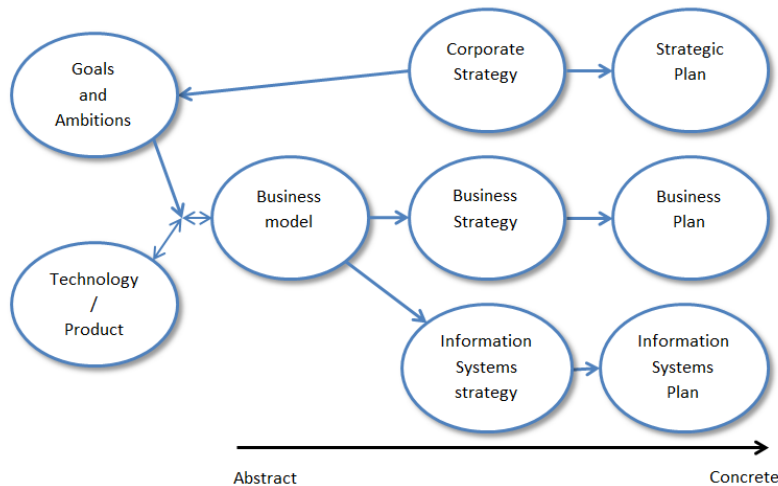 Goals
and
Ambitions
Corporate
Strategy
Strategic
Plan
Business
model
Business
Strategy
Business
Plan
Technology
/
Product
Information
Systems
strategy
Information
Systems
Plan
Abstract
Concrete